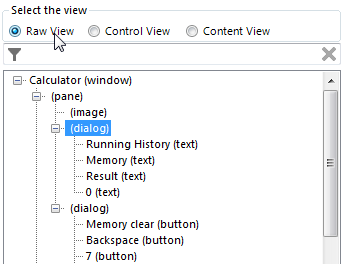 Select the view
Raw View Control View Content View
Calculator (window)
(pane)
(image)
(dialog)
Running History (text)
Memory (text)
Result (text)
0 (text)
(dialog)
Memory clear (button)
Backspace (button)
7 (button)